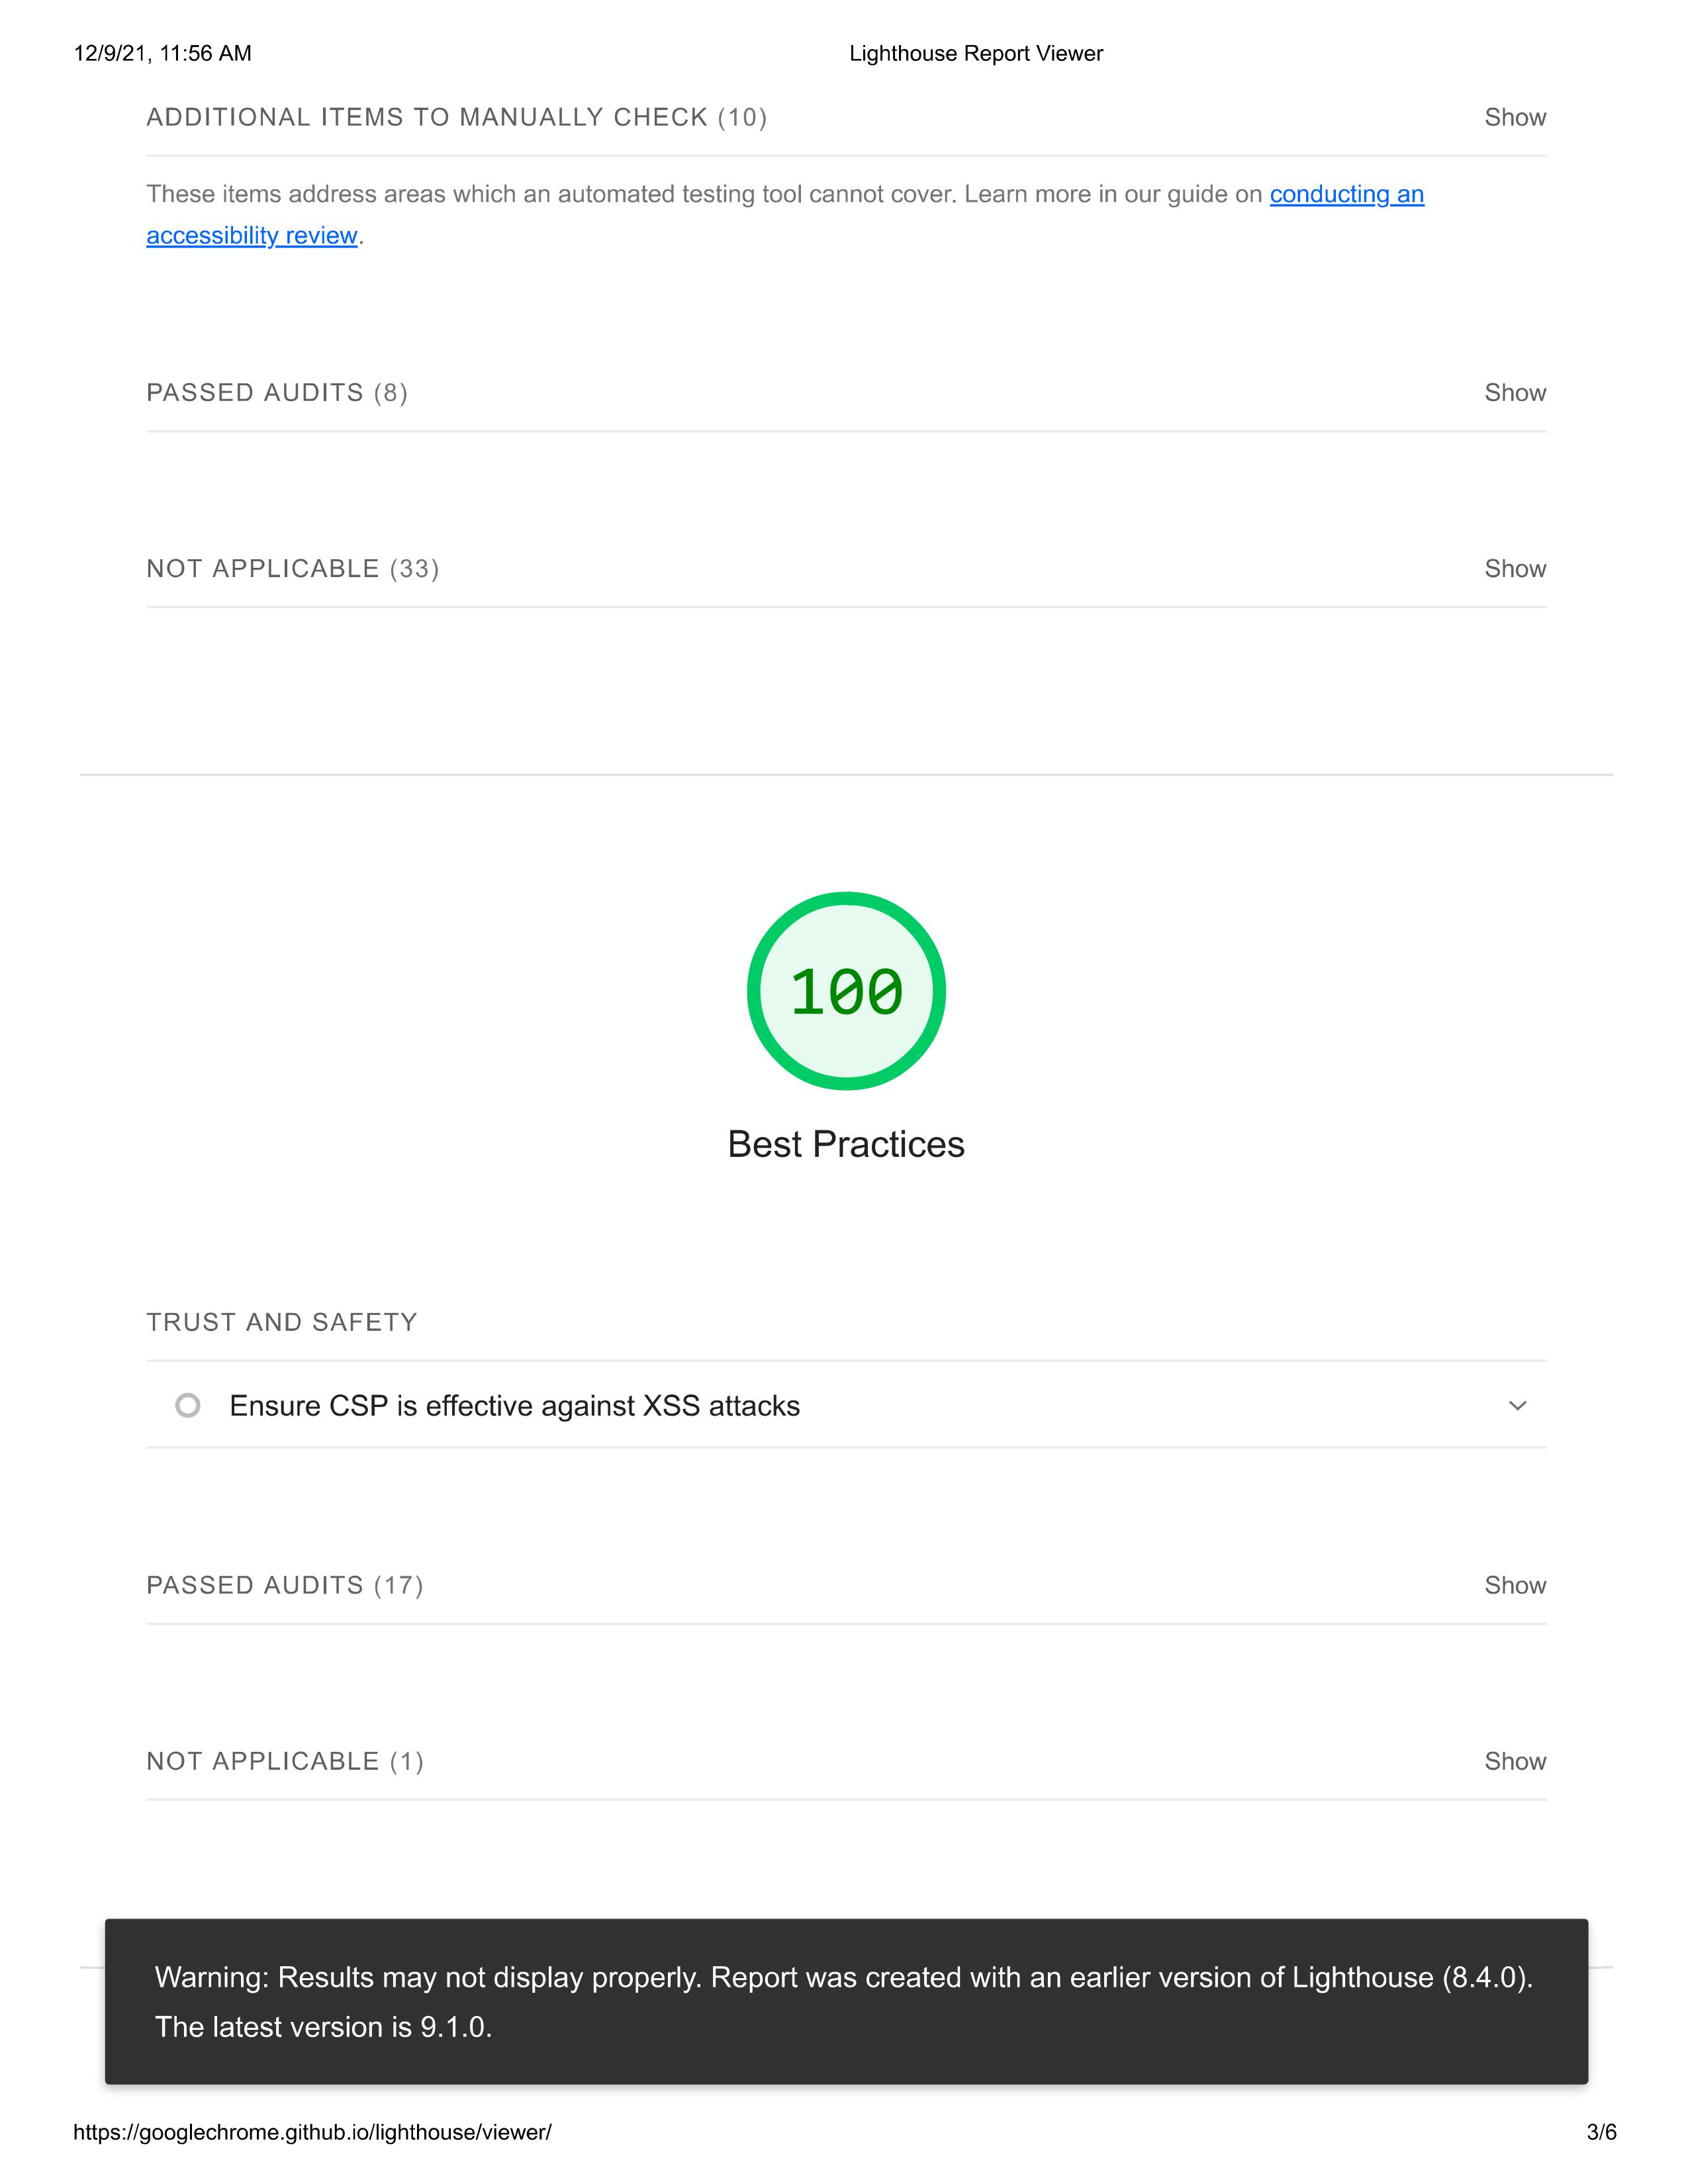 12/9/21, 11:56 AM Lighthouse Report Viewer
ADDITIONAL ITEMS TO MANUALLY CHECK (10) Show
These items address areas which an automated testing tool cannot cover. Learn more in our guide on conducting an
accessibility review.
PASSED AUDITS (8) Show
NOT APPLICABLE (33) Show
100
Best Practices
TRUST AND SAFETY
Ensure CSP is effective against XSS attacks
PASSED AUDITS (17) Show
NOT APPLICABLE (1) Show
Warning: Results may not display properly. Report was created with an earlier version of Lighthouse (8.4.0).
The latest version is 9.1.0.
https://googlechrome.github.io/lighthouse/viewer/ 3/6